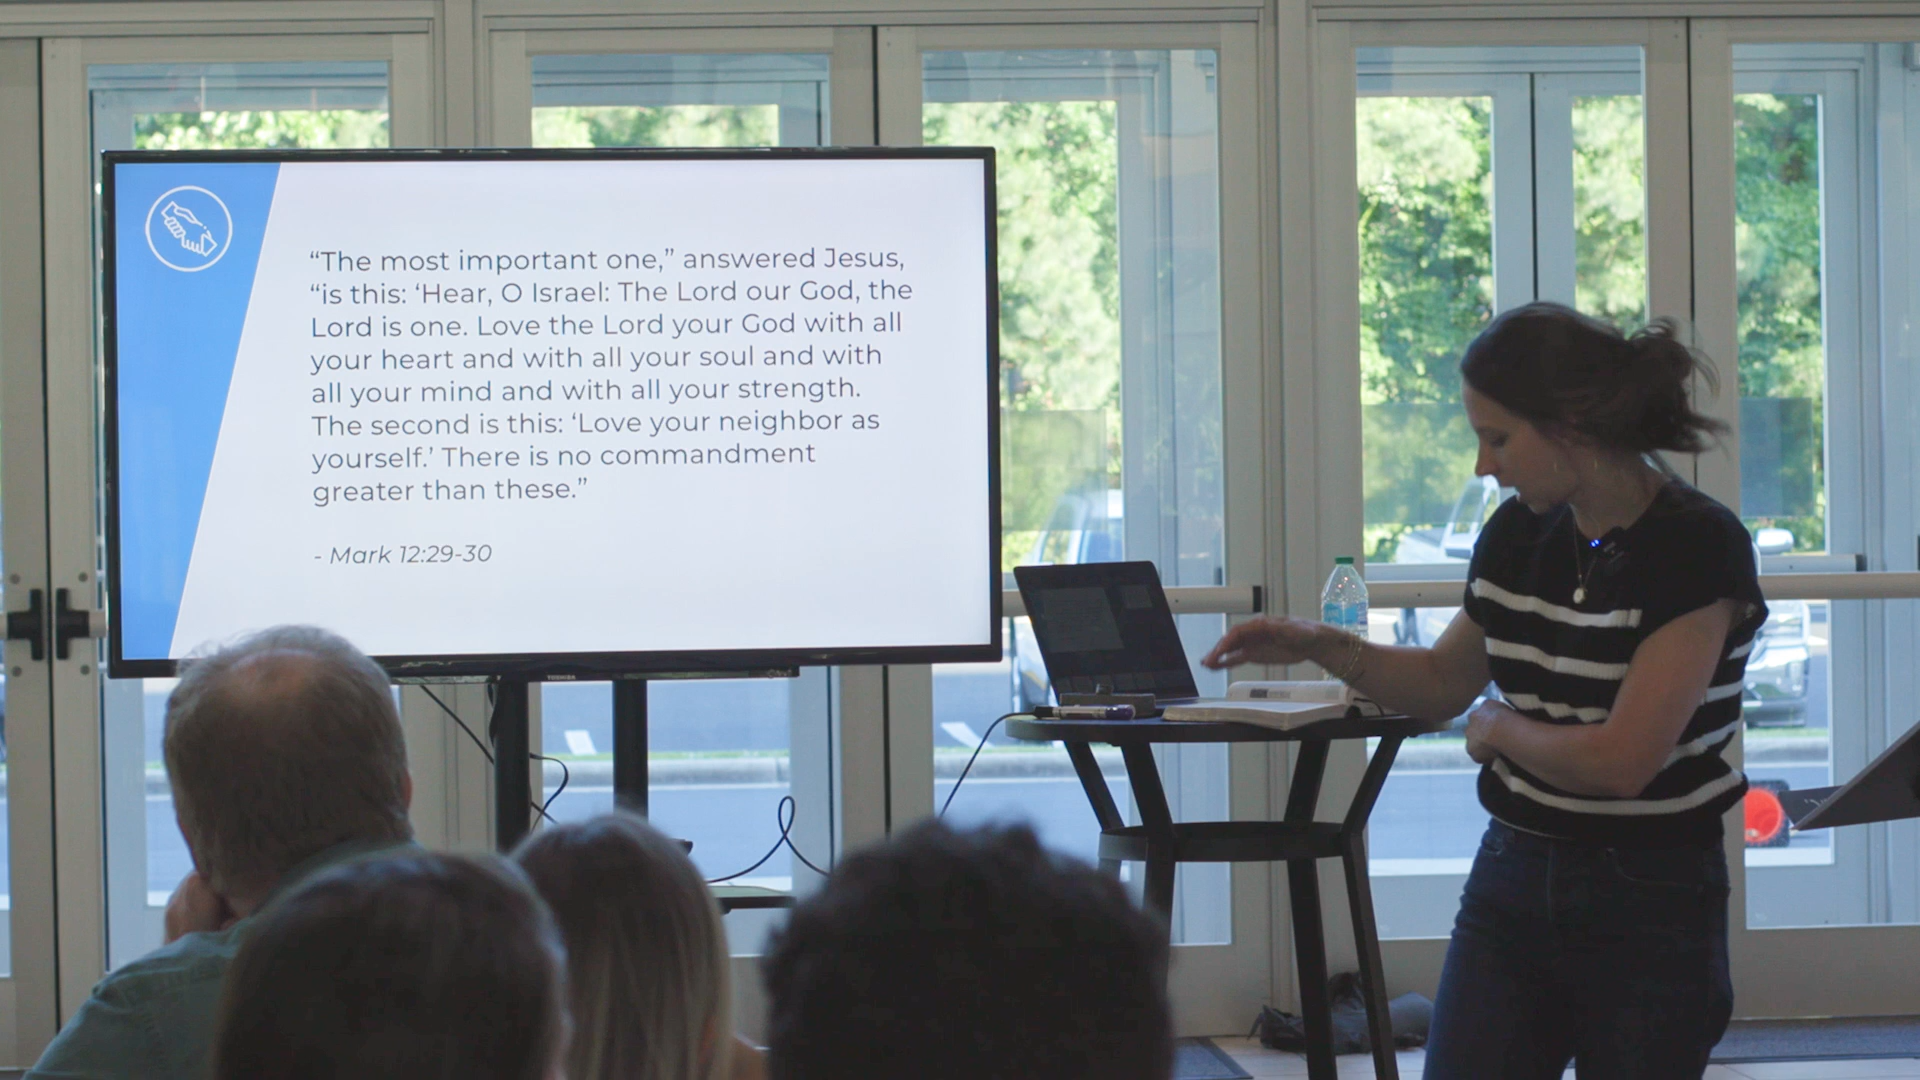 “The most important one,” answered Jesus,
“is this: ‘Hear, O Israel: The Lord our God, the
Lord is one. Love the Lord your God with all
your heart and with all your soul and with
all your mind and with all your strength.
The second is this: ‘Love your neighbor as
yourself.’ There is no commandment
greater than these.”
- Mark 12:29-30
TOSHIBA